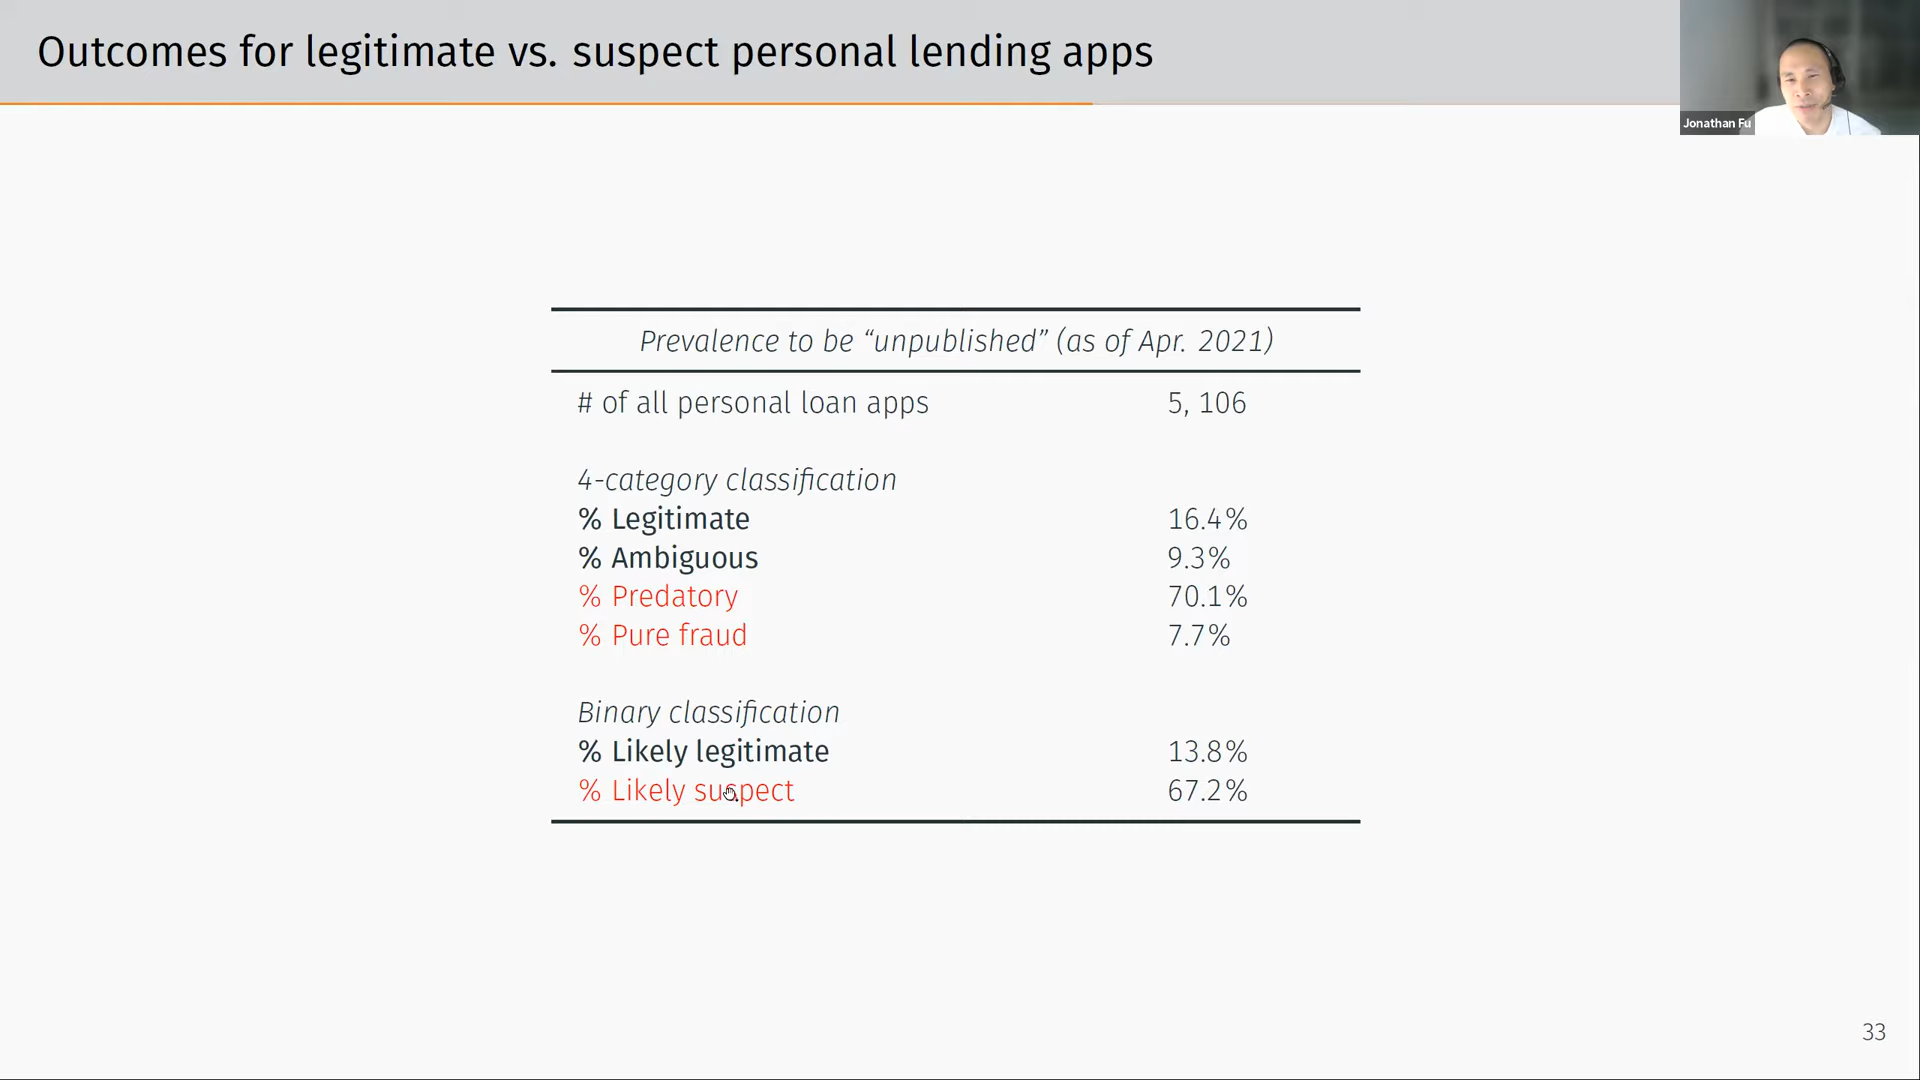 Outcomes for legitimate vs. suspect personal lending apps
Jonathan Fu
Prevalence to be “unpublished” (as of Apr. 2021)
# of all personal loan apps 5, 106
4-category classification
% Legitimate 16.4%
% Ambiguous 9.3%
% Predatory 70.1%
% Pure fraud 7.7%
Binary classification
% Likely legitimate 13.8%
% Likely suspect 67.2%
33